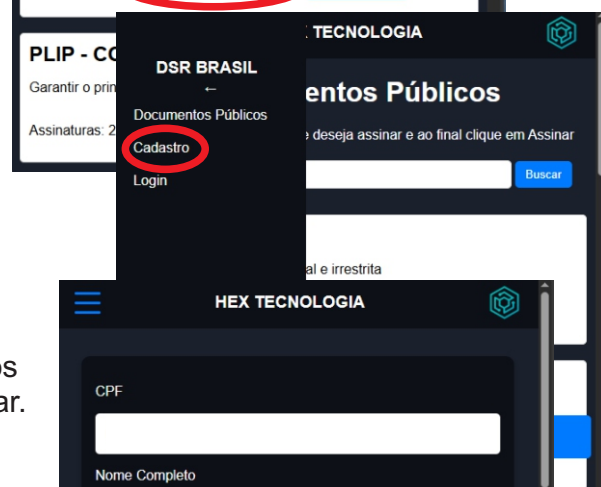 PLIP - CO
Garantir o prin
Assinaturas: 2
TECNOLOGIA
DSR BRASIL
←
Documentos Públicos
Cadastro
Login
entos Públicos
e deseja assinar e ao final clique em Assinar
Buscar
al e irrestrita
HEX TECNOLOGIA
CPF
Nome Completo
os
ar.